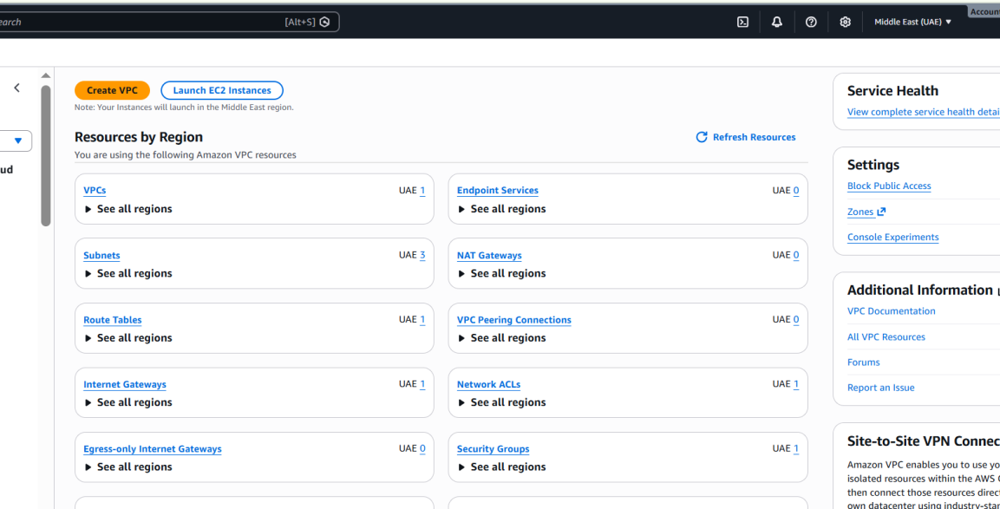 earch [Alt+S]
Middle East (UAE) ▼
Account
Create VPC
Launch EC2 Instances
Note: Your Instances will launch in the Middle East region.
Resources by Region
Refresh Resources
You are using the following Amazon VPC resources
VPCs UAE 1
▶ See all regions
Endpoint Services UAE 0
▶ See all regions
Subnets UAE 3
▶ See all regions
NAT Gateways UAE 0
▶ See all regions
Route Tables UAE 1
▶ See all regions
VPC Peering Connections UAE 0
▶ See all regions
Internet Gateways UAE 1
▶ See all regions
Network ACLs UAE 1
▶ See all regions
Egress-only Internet Gateways UAE 0
▶ See all regions
Security Groups UAE 1
▶ See all regions
ud
Service Health
View complete service health detai
Settings
Block Public Access
Zones
Console Experiments
Additional Information
VPC Documentation
All VPC Resources
Forums
Report an Issue
Site-to-Site VPN Connec
Amazon VPC enables you to use yo
isolated resources within the AWS C
then connect those resources direct
own datacenter using industry-star